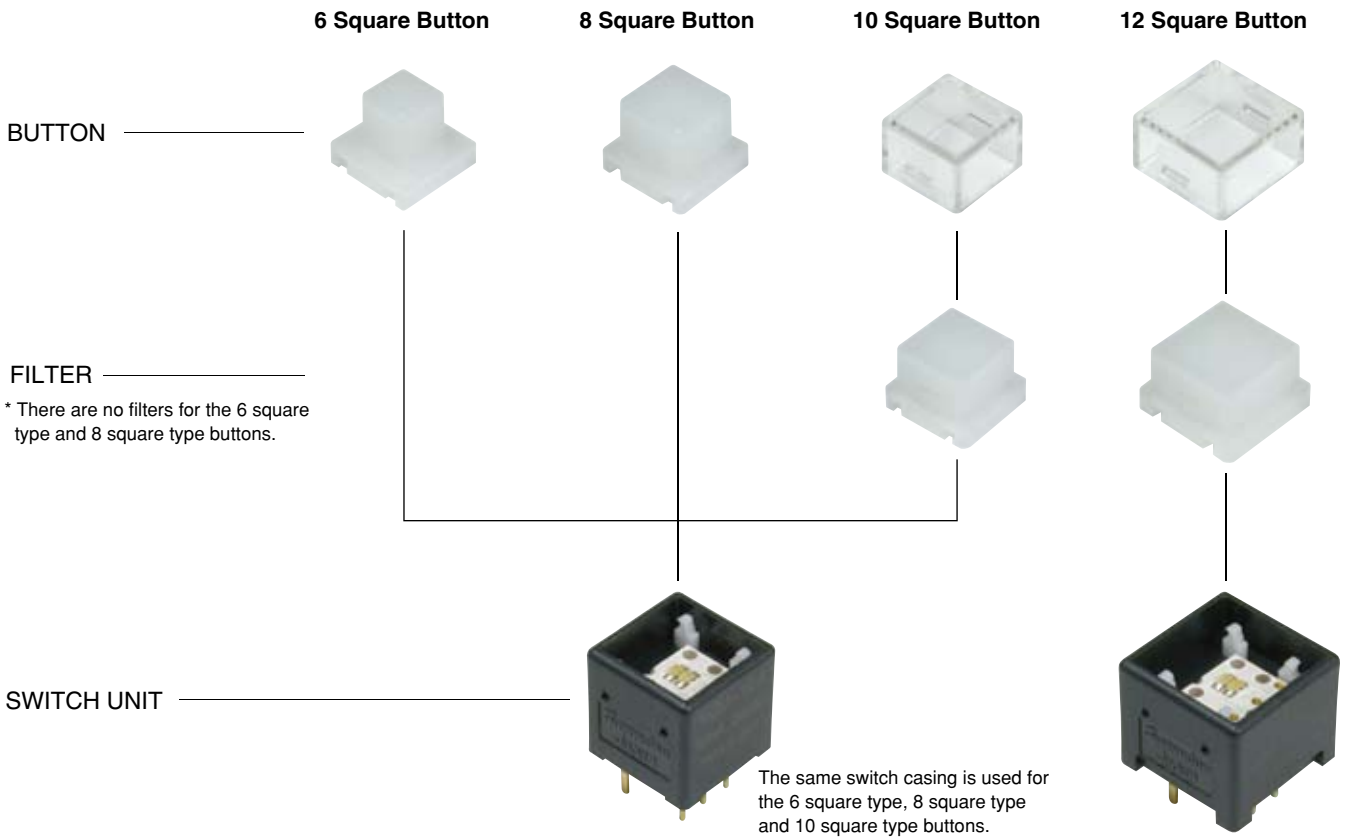 6 Square Button
8 Square Button
10 Square Button
12 Square Button
BUTTON
FILTER
* There are no filters for the 6 square
type and 8 square type buttons.
SWITCH UNIT
The same switch casing is used for
the 6 square type, 8 square type
and 10 square type buttons.